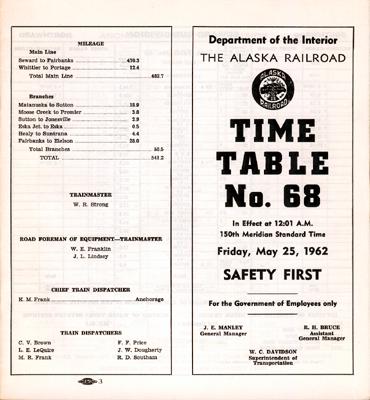 MILEAGE
Main Line
Seward to Fairbanks 470.3
Whittier to Portage 12.4
Total Main Line 482.7
Branches
Matanuska to Sutton 18.9
Moose Creek to Premier 3.8
Sutton to Jonesville 2.9
Eska Jct. to Eska 0.5
Healy to Suntrana 4.4
Fairbanks to Eielson 28.0
Total Branches 58.5
TOTAL 541.2
TRAINMASTER
W. R. Strong
ROAD FOREMAN OF EQUIPMENT—TRAINMASTER
W. E. Franklin
J. L. Lindsey
CHIEF TRAIN DISPATCHER
K. M. Frank Anchorage
TRAIN DISPATCHERS
C. V. Brown F. F. Price
L. E. LeQuire J. W. Dougherty
M. R. Frank R. D. Southam
3
Department of the Interior
THE ALASKA RAILROAD
ALASKA
RAILROAD
TIME
TABLE
No. 68
In Effect at 12:01 A.M.
150th Meridian Standard Time
Friday, May 25, 1962
SAFETY FIRST
For the Government of Employees only
J. E. MANLEY
General Manager
R. H. BRUCE
Assistant
General Manager
W. C. DAVIDSON
Superintendent of
Transportation